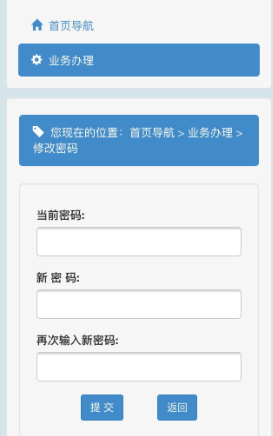 首页导航
业务办理
您现在的位置：首页导航 > 业务办理 >
修改密码
当前密码:
新 密 码:
再次输入新密码:
提 交
返回